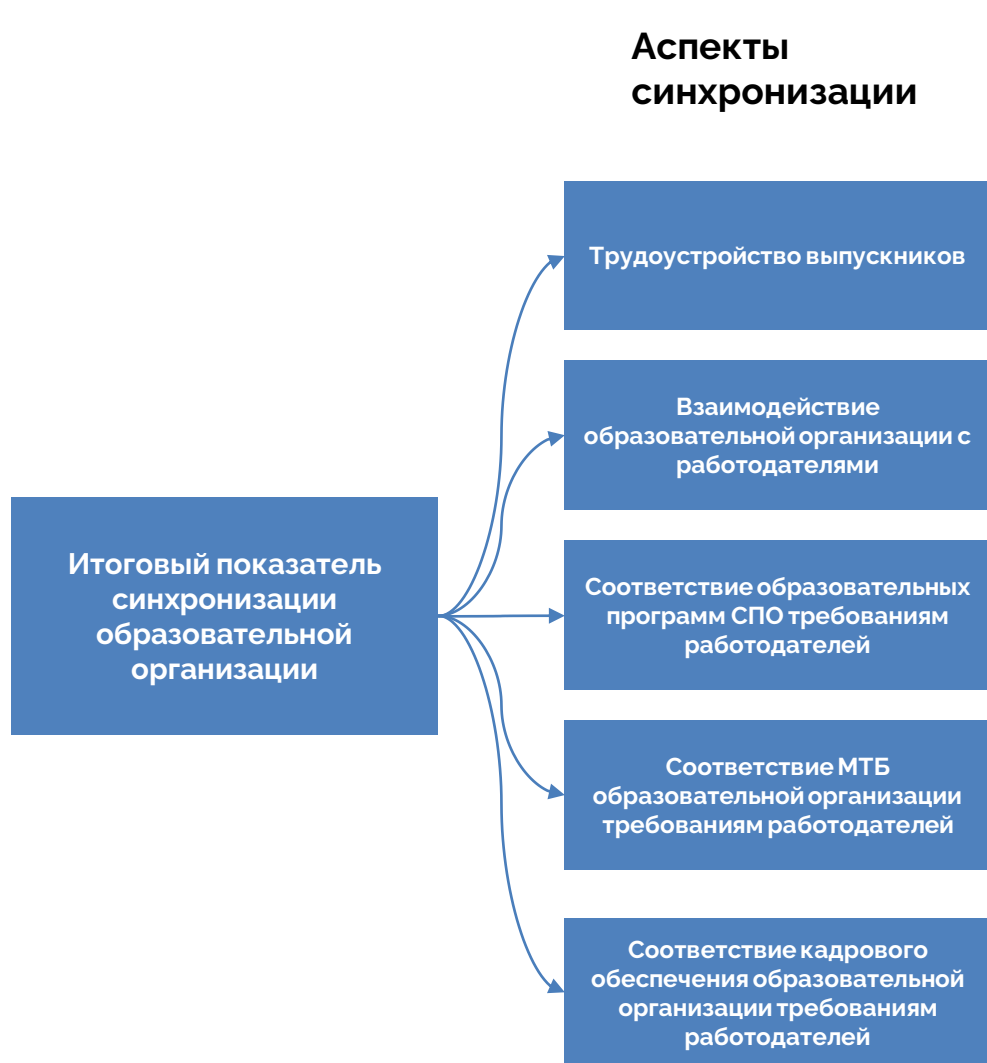 Аспекты
синхронизации
Трудоустройство выпускников
Взаимодействие
образовательной организации с
работодателями
Итоговый показатель
синхронизации
образовательной
организации
Соответствие образовательных
программ СПО требованиям
работодателей
Соответствие МТБ
образовательной организации
требованиям работодателей
Соответствие кадрового
обеспечения образовательной
организации требованиям
работодателей